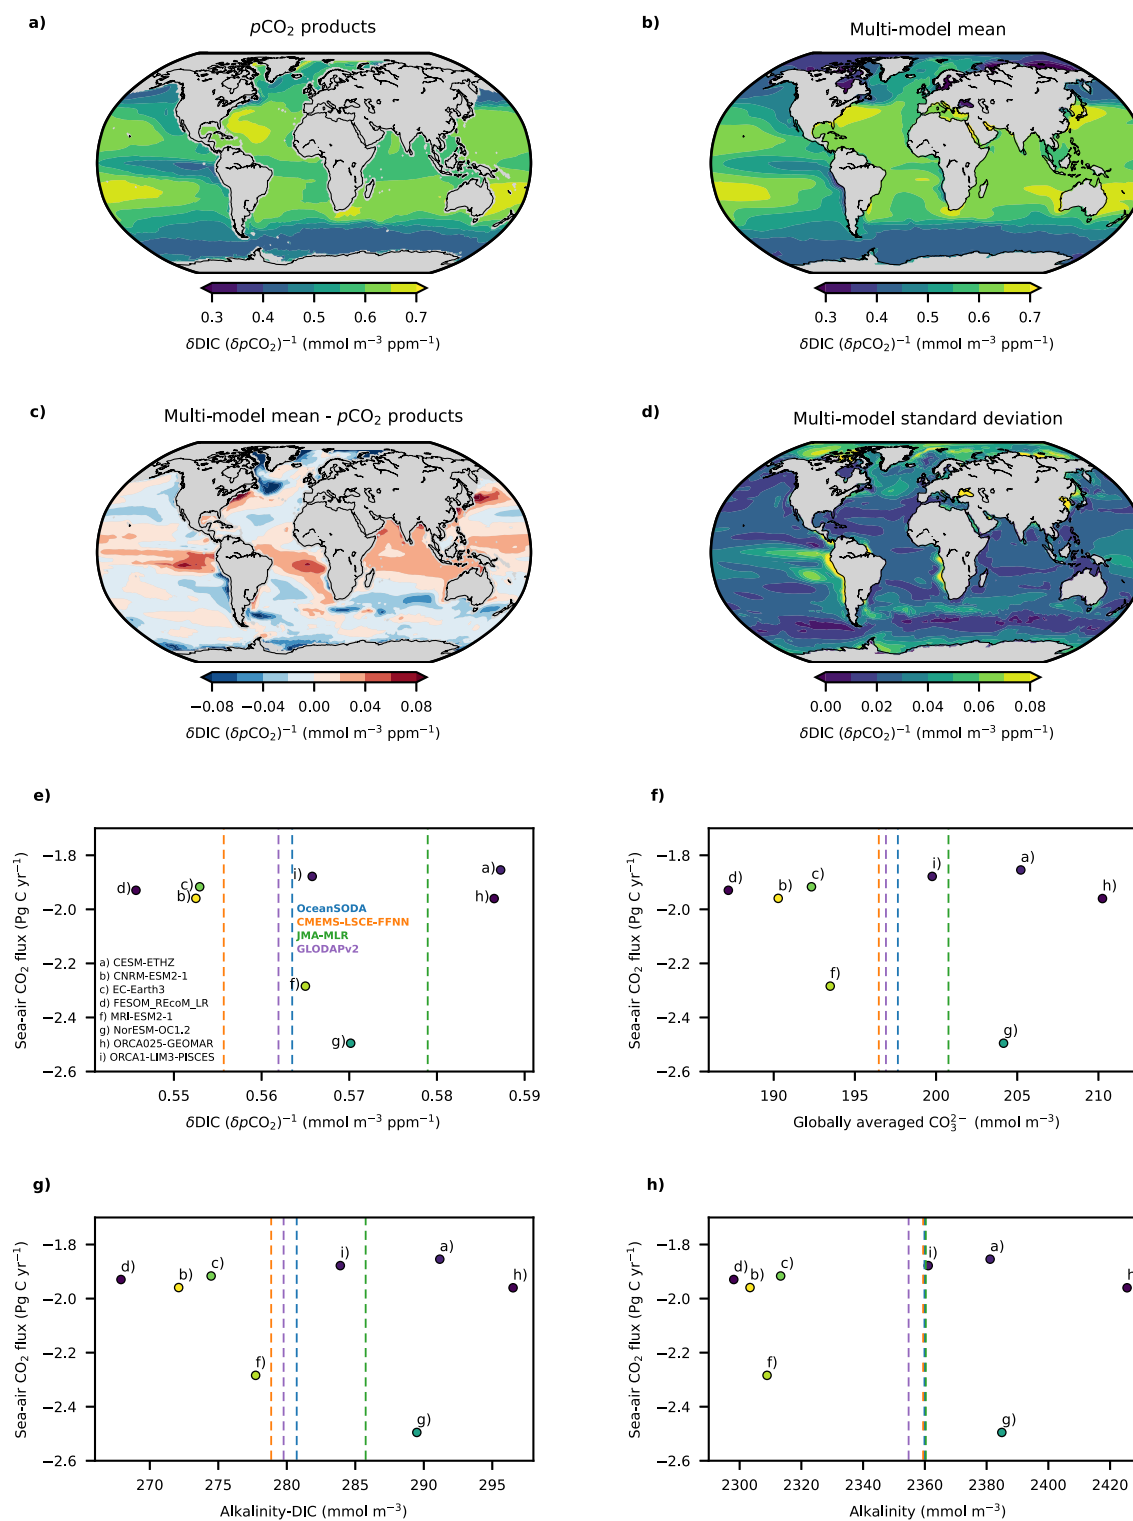 a)
pCO₂ products
0.3 0.4 0.5 0.6 0.7
δDIC (δpCO₂)⁻¹ (mmol m⁻³ ppm⁻¹)
b)
Multi-model mean
0.3 0.4 0.5 0.6 0.7
δDIC (δpCO₂)⁻¹ (mmol m⁻³ ppm⁻¹)
c)
Multi-model mean - pCO₂ products
−0.08 −0.04 0.00 0.04 0.08
δDIC (δpCO₂)⁻¹ (mmol m⁻³ ppm⁻¹)
d)
Multi-model standard deviation
0.00 0.02 0.04 0.06 0.08
δDIC (δpCO₂)⁻¹ (mmol m⁻³ ppm⁻¹)
e)
Sea-air CO₂ flux (Pg C yr⁻¹)
−1.8
−2.0
−2.2
−2.4
−2.6
d)
c)
b)
i)
a)
h)
f)
g)
OceanSODA
CMEMS-LSCE-FFNN
JMA-MLR
GLODAPv2
a) CESM-ETHZ
b) CNRM-ESM2-1
c) EC-Earth3
d) FESOM_REcoM_LR
f) MRI-ESM2-1
g) NorESM-OC1.2
h) ORCA025-GEOMAR
i) ORCA1-LIM3-PISCES
0.55 0.56 0.57 0.58 0.59
δDIC (δpCO₂)⁻¹ (mmol m⁻³ ppm⁻¹)
f)
Sea-air CO₂ flux (Pg C yr⁻¹)
−1.8
−2.0
−2.2
−2.4
−2.6
d)
b)
c)
i)
a)
h)
f)
g)
190 195 200 205 210
Globally averaged CO₃²⁻ (mmol m⁻³)
g)
Sea-air CO₂ flux (Pg C yr⁻¹)
−1.8
−2.0
−2.2
−2.4
−2.6
d)
b)
c)
i)
a)
h)
f)
g)
270 275 280 285 290 295
Alkalinity-DIC (mmol m⁻³)
h)
Sea-air CO₂ flux (Pg C yr⁻¹)
−1.8
−2.0
−2.2
−2.4
−2.6
d)
b)
c)
i)
a)
h)
f)
g)
2300 2320 2340 2360 2380 2400 2420
Alkalinity (mmol m⁻³)